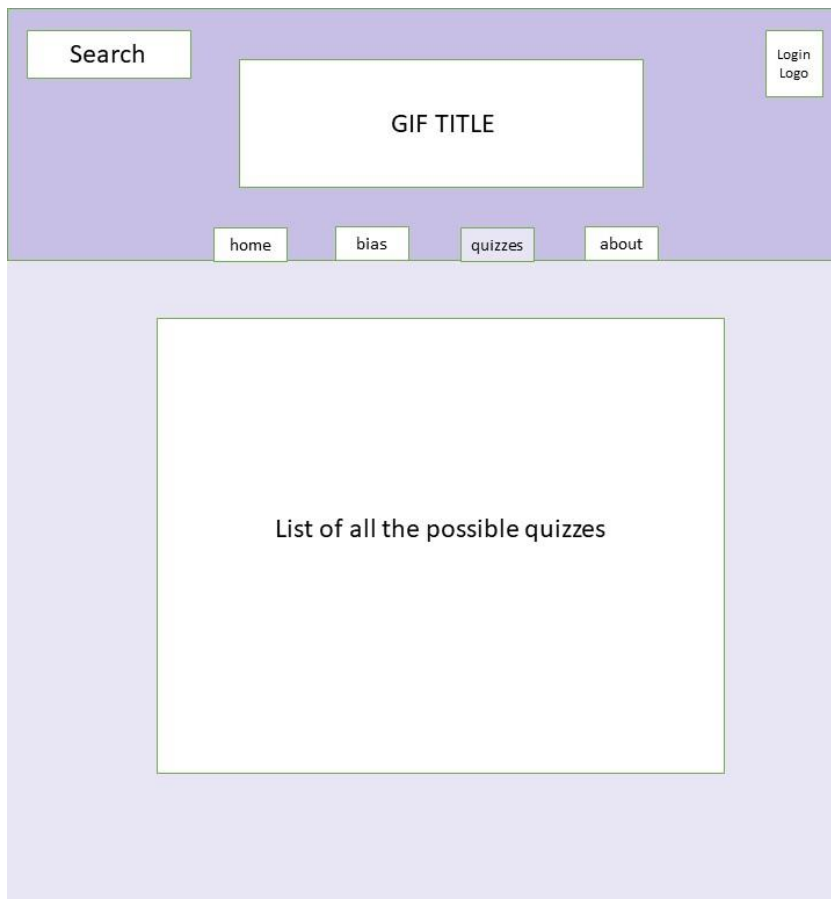 Search
Login
Logo
GIF TITLE
home
bias
quizzes
about
List of all the possible quizzes